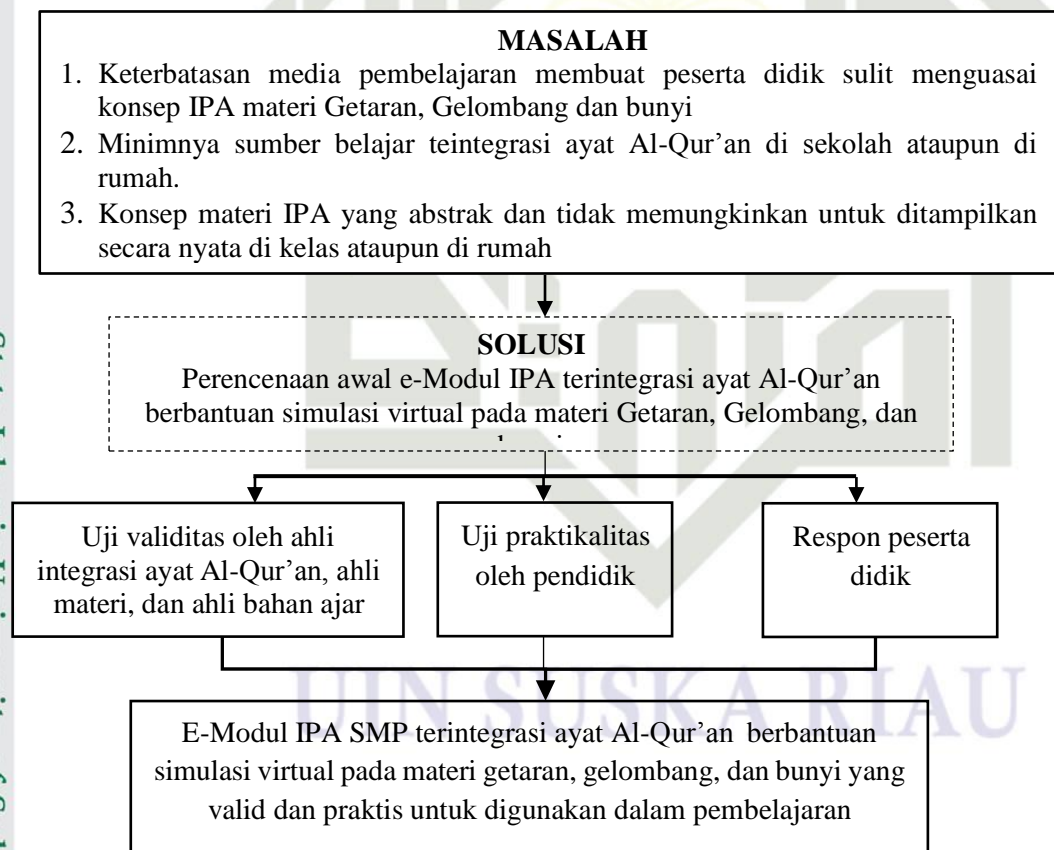 MASALAH
1. Keterbatasan media pembelajaran membuat peserta didik sulit menguasai
konsep IPA materi Getaran, Gelombang dan bunyi
2. Minimnya sumber belajar teintegrasi ayat Al-Qur’an di sekolah ataupun di
rumah.
3. Konsep materi IPA yang abstrak dan tidak memungkinkan untuk ditampilkan
secara nyata di kelas ataupun di rumah
SOLUSI
Perencenaan awal e-Modul IPA terintegrasi ayat Al-Qur’an
berbantuan simulasi virtual pada materi Getaran, Gelombang, dan
Uji validitas oleh ahli
integrasi ayat Al-Qur’an, ahli
materi, dan ahli bahan ajar
Uji praktikalitas
oleh pendidik
Respon peserta
didik
UIN SUSKA RIAU
E-Modul IPA SMP terintegrasi ayat Al-Qur’an berbantuan
simulasi virtual pada materi getaran, gelombang, dan bunyi yang
valid dan praktis untuk digunakan dalam pembelajaran